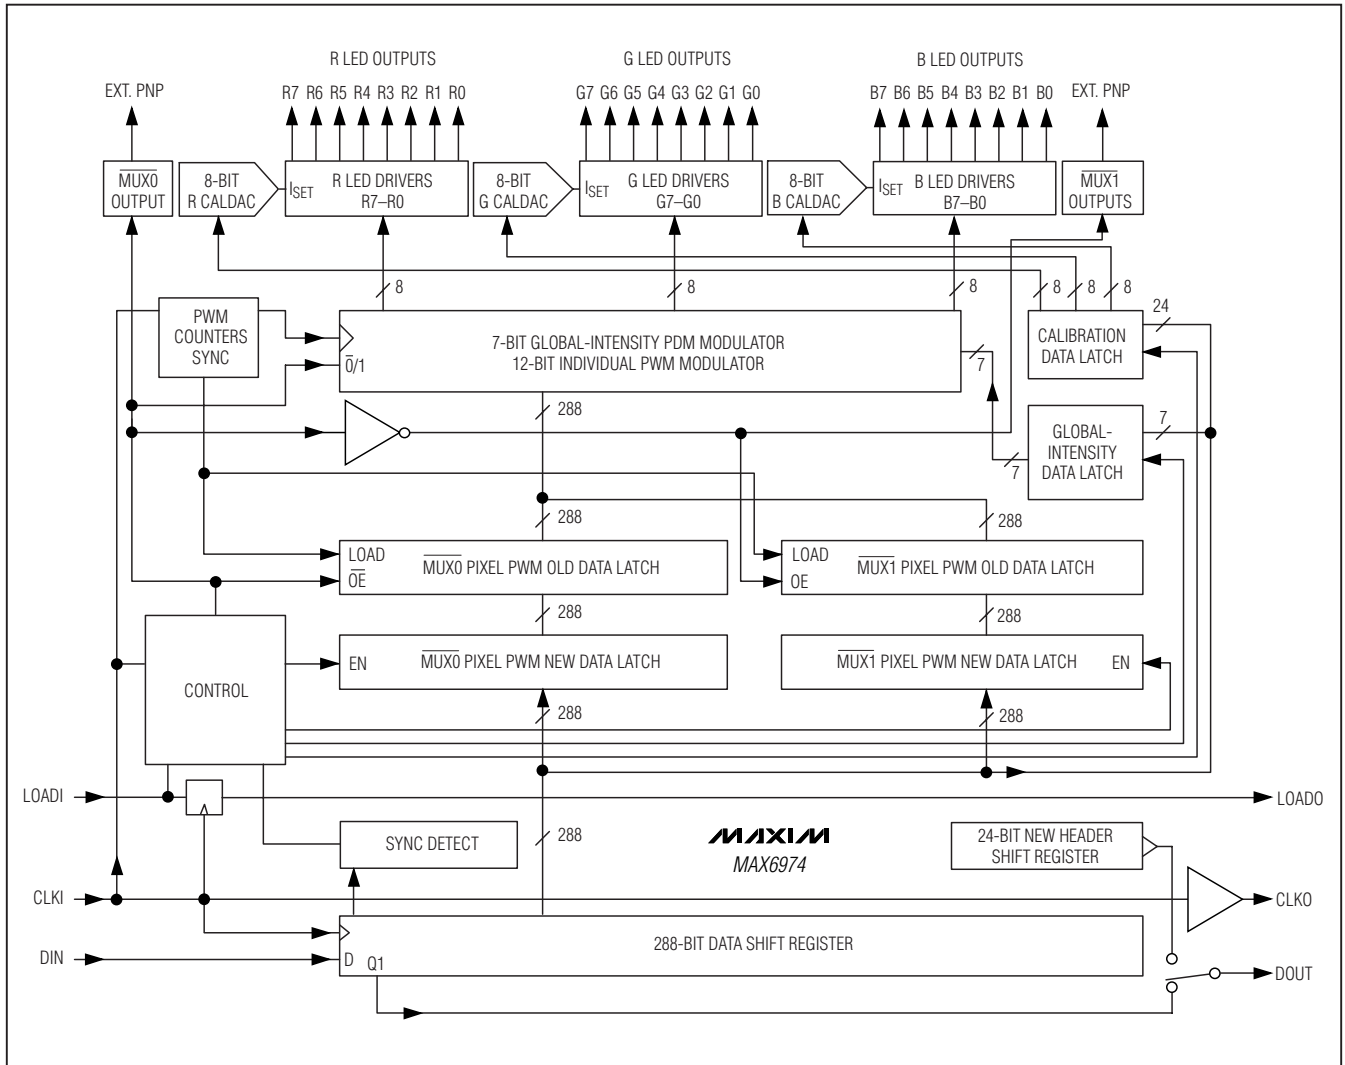 R LED OUTPUTS
G LED OUTPUTS
B LED OUTPUTS
EXT. PNP
R7 R6 R5 R4 R3 R2 R1 R0
G7 G6 G5 G4 G3 G2 G1 G0
B7 B6 B5 B4 B3 B2 B1 B0
EXT. PNP
MUX0
OUTPUT
8-BIT
R CALDAC
ISET
R LED DRIVERS
R7–R0
8-BIT
G CALDAC
ISET
G LED DRIVERS
G7–G0
8-BIT
B CALDAC
ISET
B LED DRIVERS
B7–B0
MUX1
OUTPUTS
8
8
8
8
8
8
24
PWM
COUNTERS
SYNC
0/1
7-BIT GLOBAL-INTENSITY PDM MODULATOR
12-BIT INDIVIDUAL PWM MODULATOR
7
CALIBRATION
DATA LATCH
288
GLOBAL-
INTENSITY
DATA LATCH
7
7
288
288
LOAD
OE
MUX0 PIXEL PWM OLD DATA LATCH
LOAD
OE
MUX1 PIXEL PWM OLD DATA LATCH
288
288
CONTROL
EN
MUX0 PIXEL PWM NEW DATA LATCH
MUX1 PIXEL PWM NEW DATA LATCH
EN
288
288
LOADI
LOADO
SYNC DETECT
288
MAXIM
MAX6974
24-BIT NEW HEADER
SHIFT REGISTER
CLKI
CLKO
DIN
D
Q1
288-BIT DATA SHIFT REGISTER
DOUT